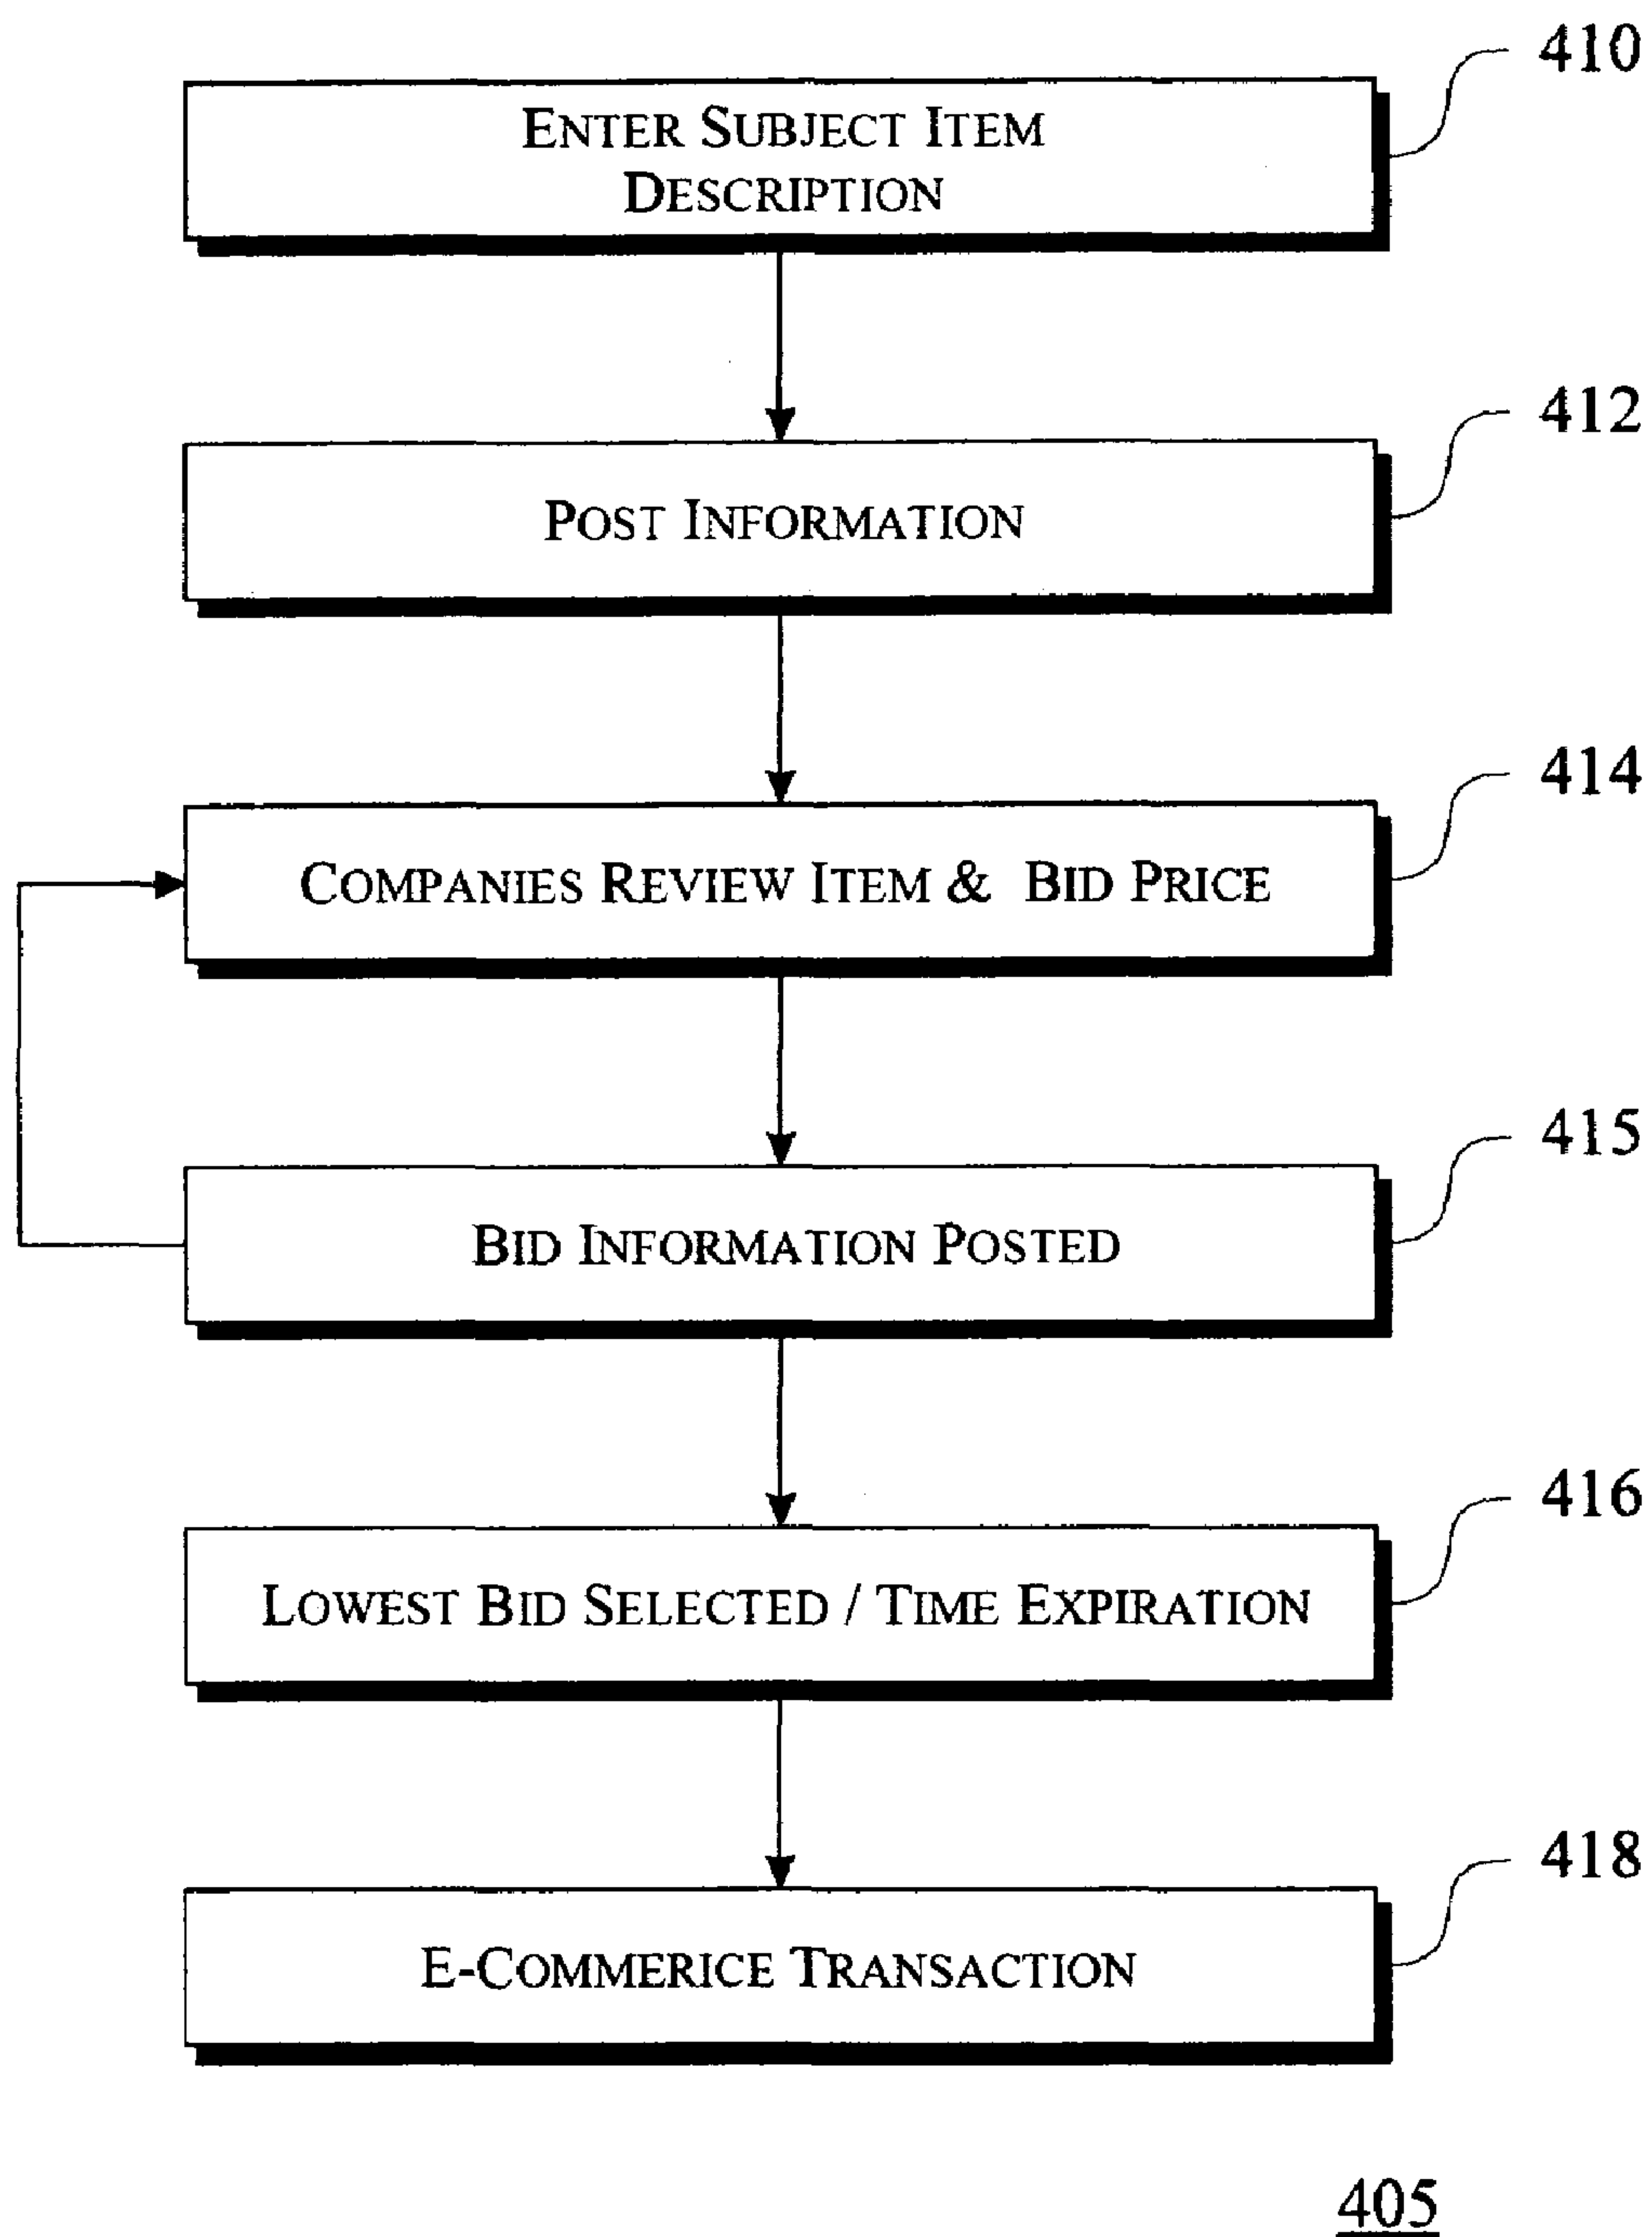 410
ENTER SUBJECT ITEM
DESCRIPTION
412
POST INFORMATION
414
COMPANIES REVIEW ITEM & BID PRICE
415
BID INFORMATION POSTED
416
LOWEST BID SELECTED / TIME EXPIRATION
418
E-COMMERICE TRANSACTION
405